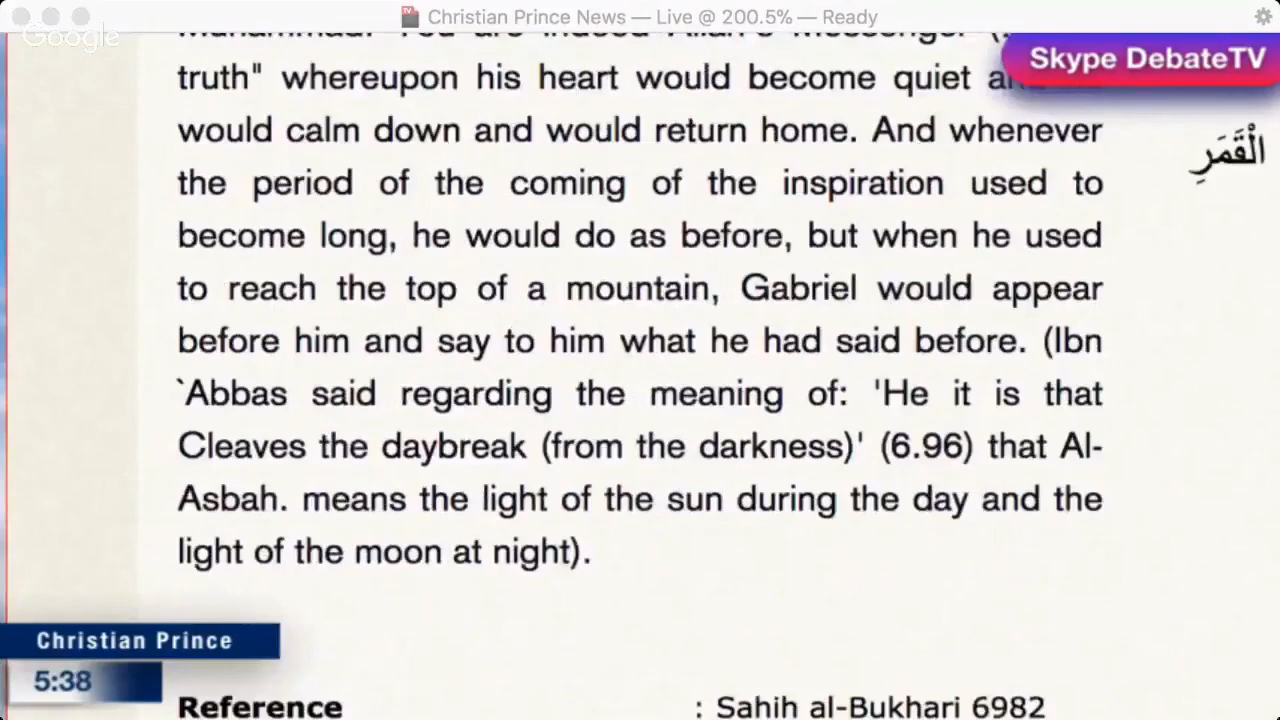 Christian Prince News — Live @ 200.5% — Ready
Google
Skype DebateTV
truth" whereupon his heart would become quiet
would calm down and would return home. And whenever
the period of the coming of the inspiration used to
become long, he would do as before, but when he used
to reach the top of a mountain, Gabriel would appear
before him and say to him what he had said before. (Ibn
`Abbas said regarding the meaning of: 'He it is that
Cleaves the daybreak (from the darkness)' (6.96) that Al-
Asbah. means the light of the sun during the day and the
light of the moon at night).
الْقَمَرِ
Christian Prince
5:38
Reference : Sahih al-Bukhari 6982